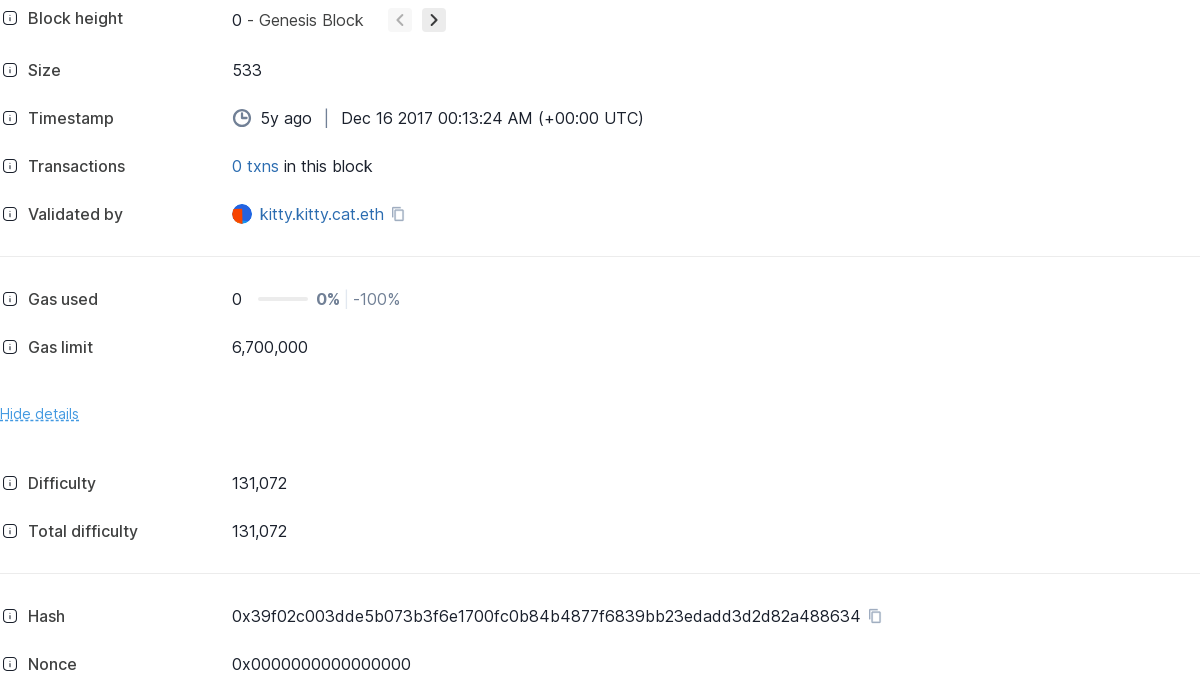 Block height 0 - Genesis Block
Size 533
Timestamp 5y ago | Dec 16 2017 00:13:24 AM (+00:00 UTC)
Transactions 0 txns in this block
Validated by kitty.kitty.cat.eth
Gas used 0 0% -100%
Gas limit 6,700,000
Hide details
Difficulty 131,072
Total difficulty 131,072
Hash 0x39f02c003dde5b073b3f6e1700fc0b84b4877f6839bb23edadd3d2d82a488634
Nonce 0x0000000000000000